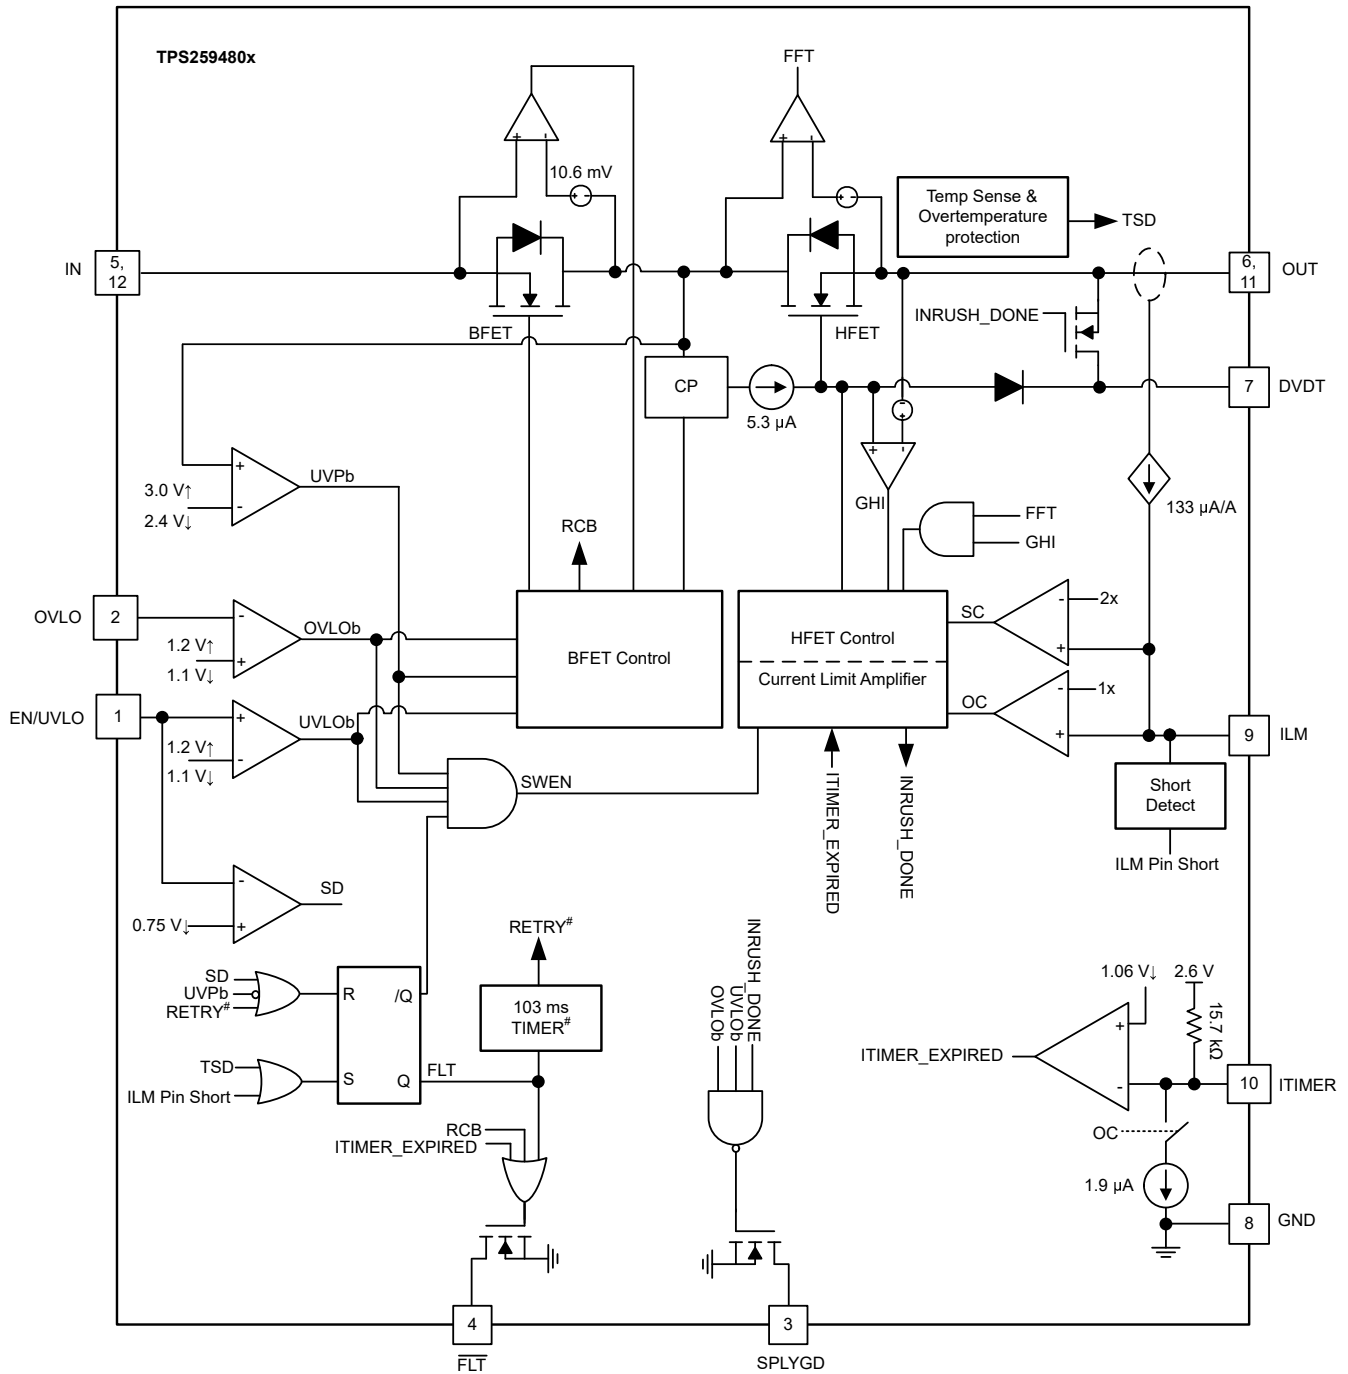 TPS259480x
FFT
+
-
+
-
10.6 mV
+ -
+ -
Temp Sense &
Overtemperature
protection
TSD
IN
5,
12
6,
11
OUT
BFET
HFET
INRUSH_DONE
CP
5.3 µA
7
DVDT
-
+
+
-
GHI
+
-
3.0 V↑
2.4 V↓
UVPb
133 µA/A
RCB
FFT
GHI
OVLO
2
-
+
1.2 V↑
1.1 V↓
OVLOb
BFET Control
HFET Control
Current Limit Amplifier
SC
-
+
2x
EN/UVLO
1
+
-
1.2 V↑
1.1 V↓
UVLOb
OC
-
+
1x
9
ILM
SWEN
ITIMER_EXPIRED
INRUSH_DONE
Short
Detect
ILM Pin Short
-
+
SD
0.75 V↓
RETRY#
SD
UVPb
RETRY#
R
/Q
103 ms
TIMER#
INRUSH_DONE
UVLOb
OVLOb
1.06 V↓
2.6 V
15.7 kΩ
+
-
ITIMER_EXPIRED
TSD
ILM Pin Short
S
Q
FLT
10
ITIMER
RCB
ITIMER_EXPIRED
OC
1.9 µA
8
GND
4
FLT
3
SPLYGD